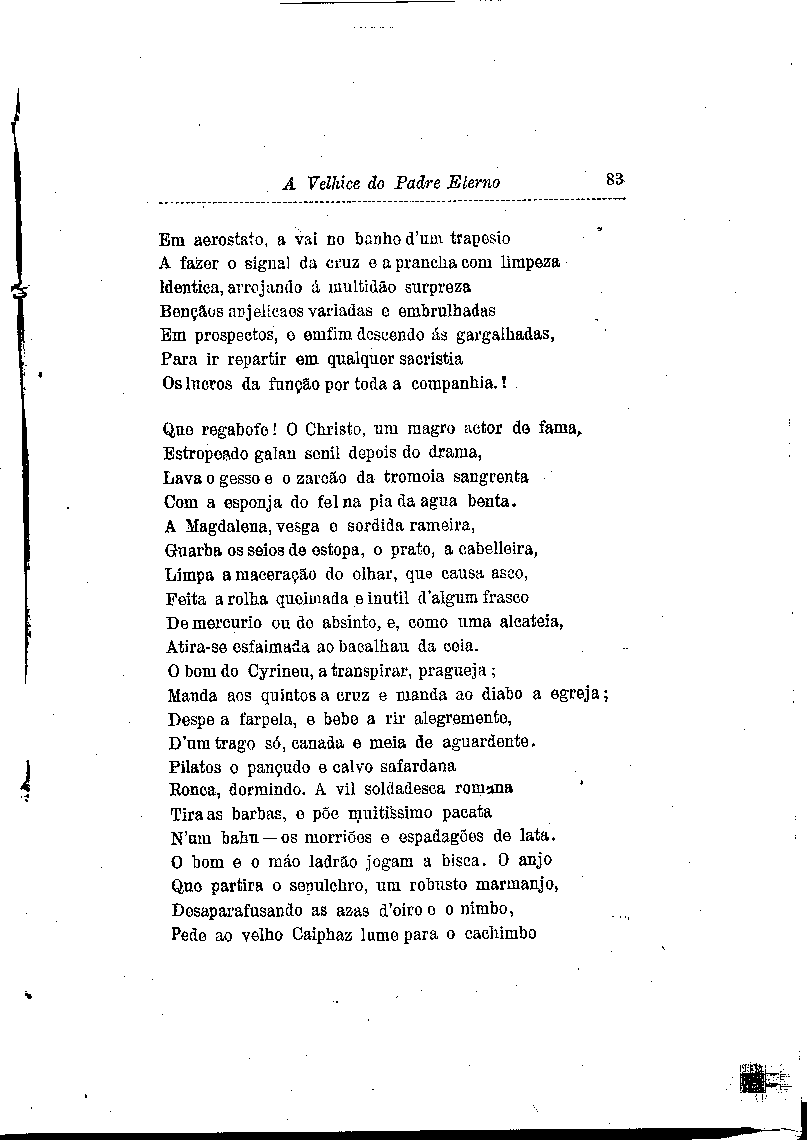 A Velhice do Padre Eterno 83
Em aerostato, a vai no banho d'um trapesio
A fazer o signal da cruz e a prancha com limpeza
Identica, arrojando á multidão surpreza
Bençãos anjelicaes variadas e embrulhadas
Em prospectos, e emfim descendo ás gargalhadas,
Para ir repartir em qualquer sacristia
Os lucros da função por toda a companhia.!
Que regabofe! O Christo, um magro actor de fama,
Estropeado galan senil depois do drama,
Lava o gesso e o zarcão da tromoia sangrenta
Com a esponja do fel na pia da agua benta.
A Magdalena, vesga e sordida rameira,
Guarba os seios de estopa, o prato, a cabelleira,
Limpa a maceração do olhar, que causa asco,
Feita a rolha queimada e inutil d'algum frasco
De mercurio ou de absinto, e, como uma alcateia,
Atira-se esfaimada ao bacalhau da ceia.
O bom do Cyrineu, a transpirar, pragueja;
Manda aos quintos a cruz e manda ao diabo a egreja;
Despe a farpela, e bebe a rir alegremente,
D'um trago só, canada e meia de aguardente.
Pilatos o pançudo e calvo safardana
Ronca, dormindo. A vil soldadesca romana
Tira as barbas, e põe muitissimo pacata
N'um bahu—os morriões e espadagões de lata.
O bom e o máo ladrão jogam a bisca. O anjo
Que partira o sepulchro, um robusto marmanjo,
Desaparafusando as azas d'oiro e o nimbo,
Pede ao velho Caiphaz lume para o cachimbo